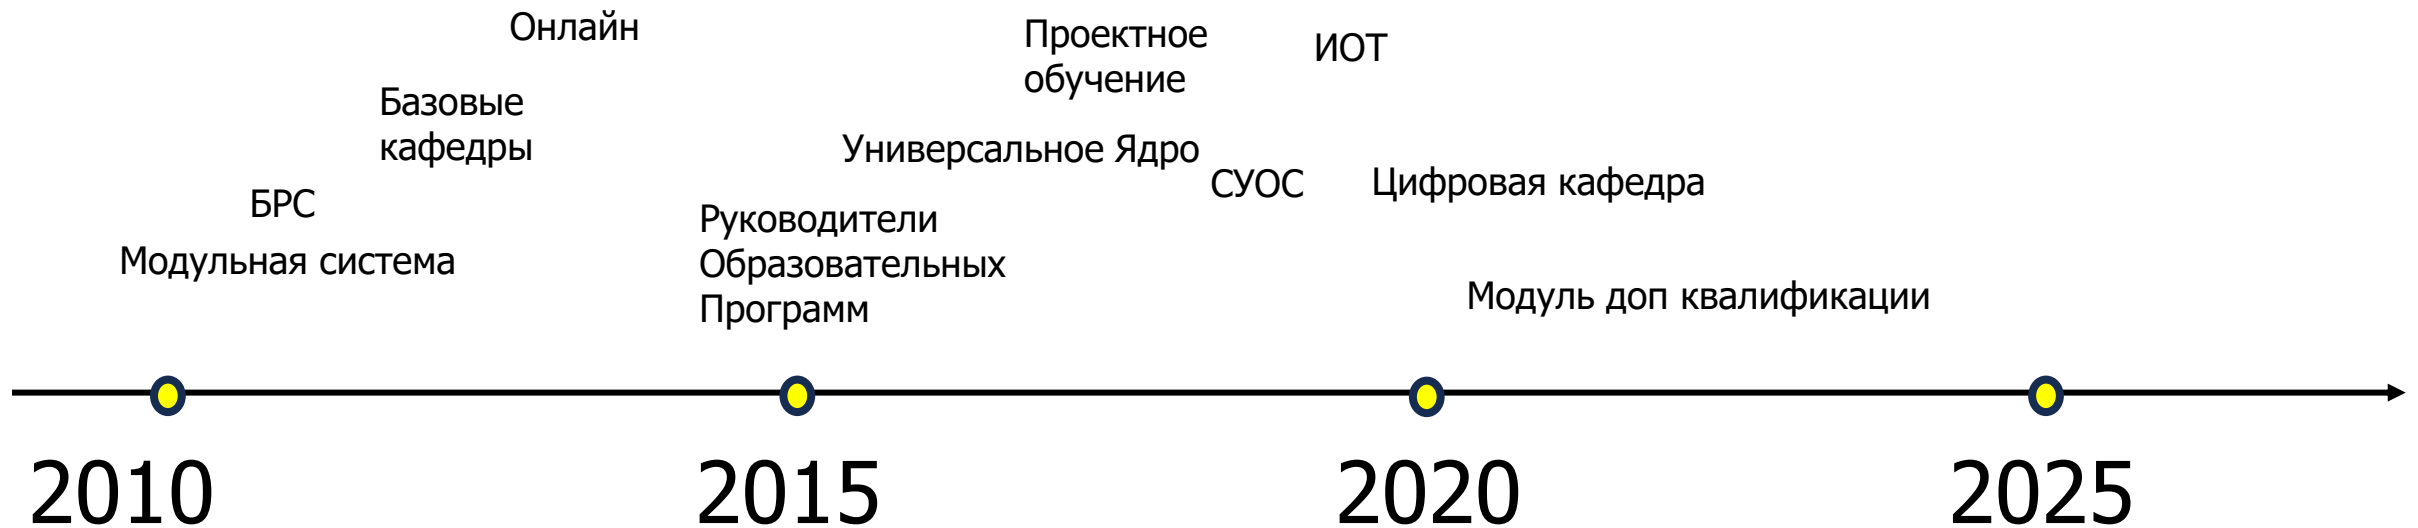 Онлайн
Проектное
обучение
ИОТ
Базовые
кафедры
Универсальное Ядро
БРС
СУОС
Цифровая кафедра
Модульная система
Руководители
Образовательных
Программ
Модуль доп квалификации
2010
2015
2020
2025